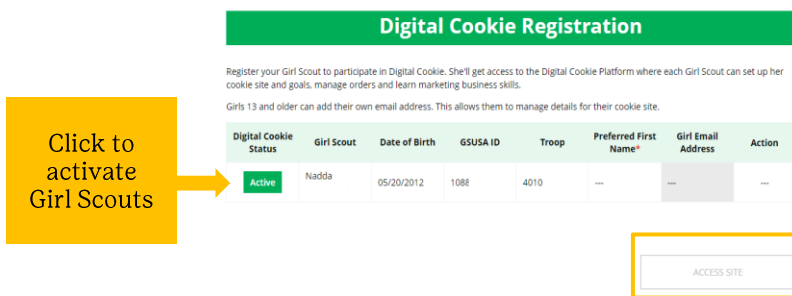 Digital Cookie Registration
Register your Girl Scout to participate in Digital Cookie. She'll get access to the Digital Cookie Platform where each Girl Scout can set up her
cookie site and goals, manage orders and learn marketing business skills.
Girls 13 and older can add their own email address. This allows them to manage details for their cookie site.
Click to
activate
Girl Scouts
Digital Cookie Status Girl Scout Date of Birth GSUSA ID Troop Preferred First Name* Girl Email Address Action
Active Nadda 05/20/2012 1088 4010 --- --- ---
ACCESS SITE